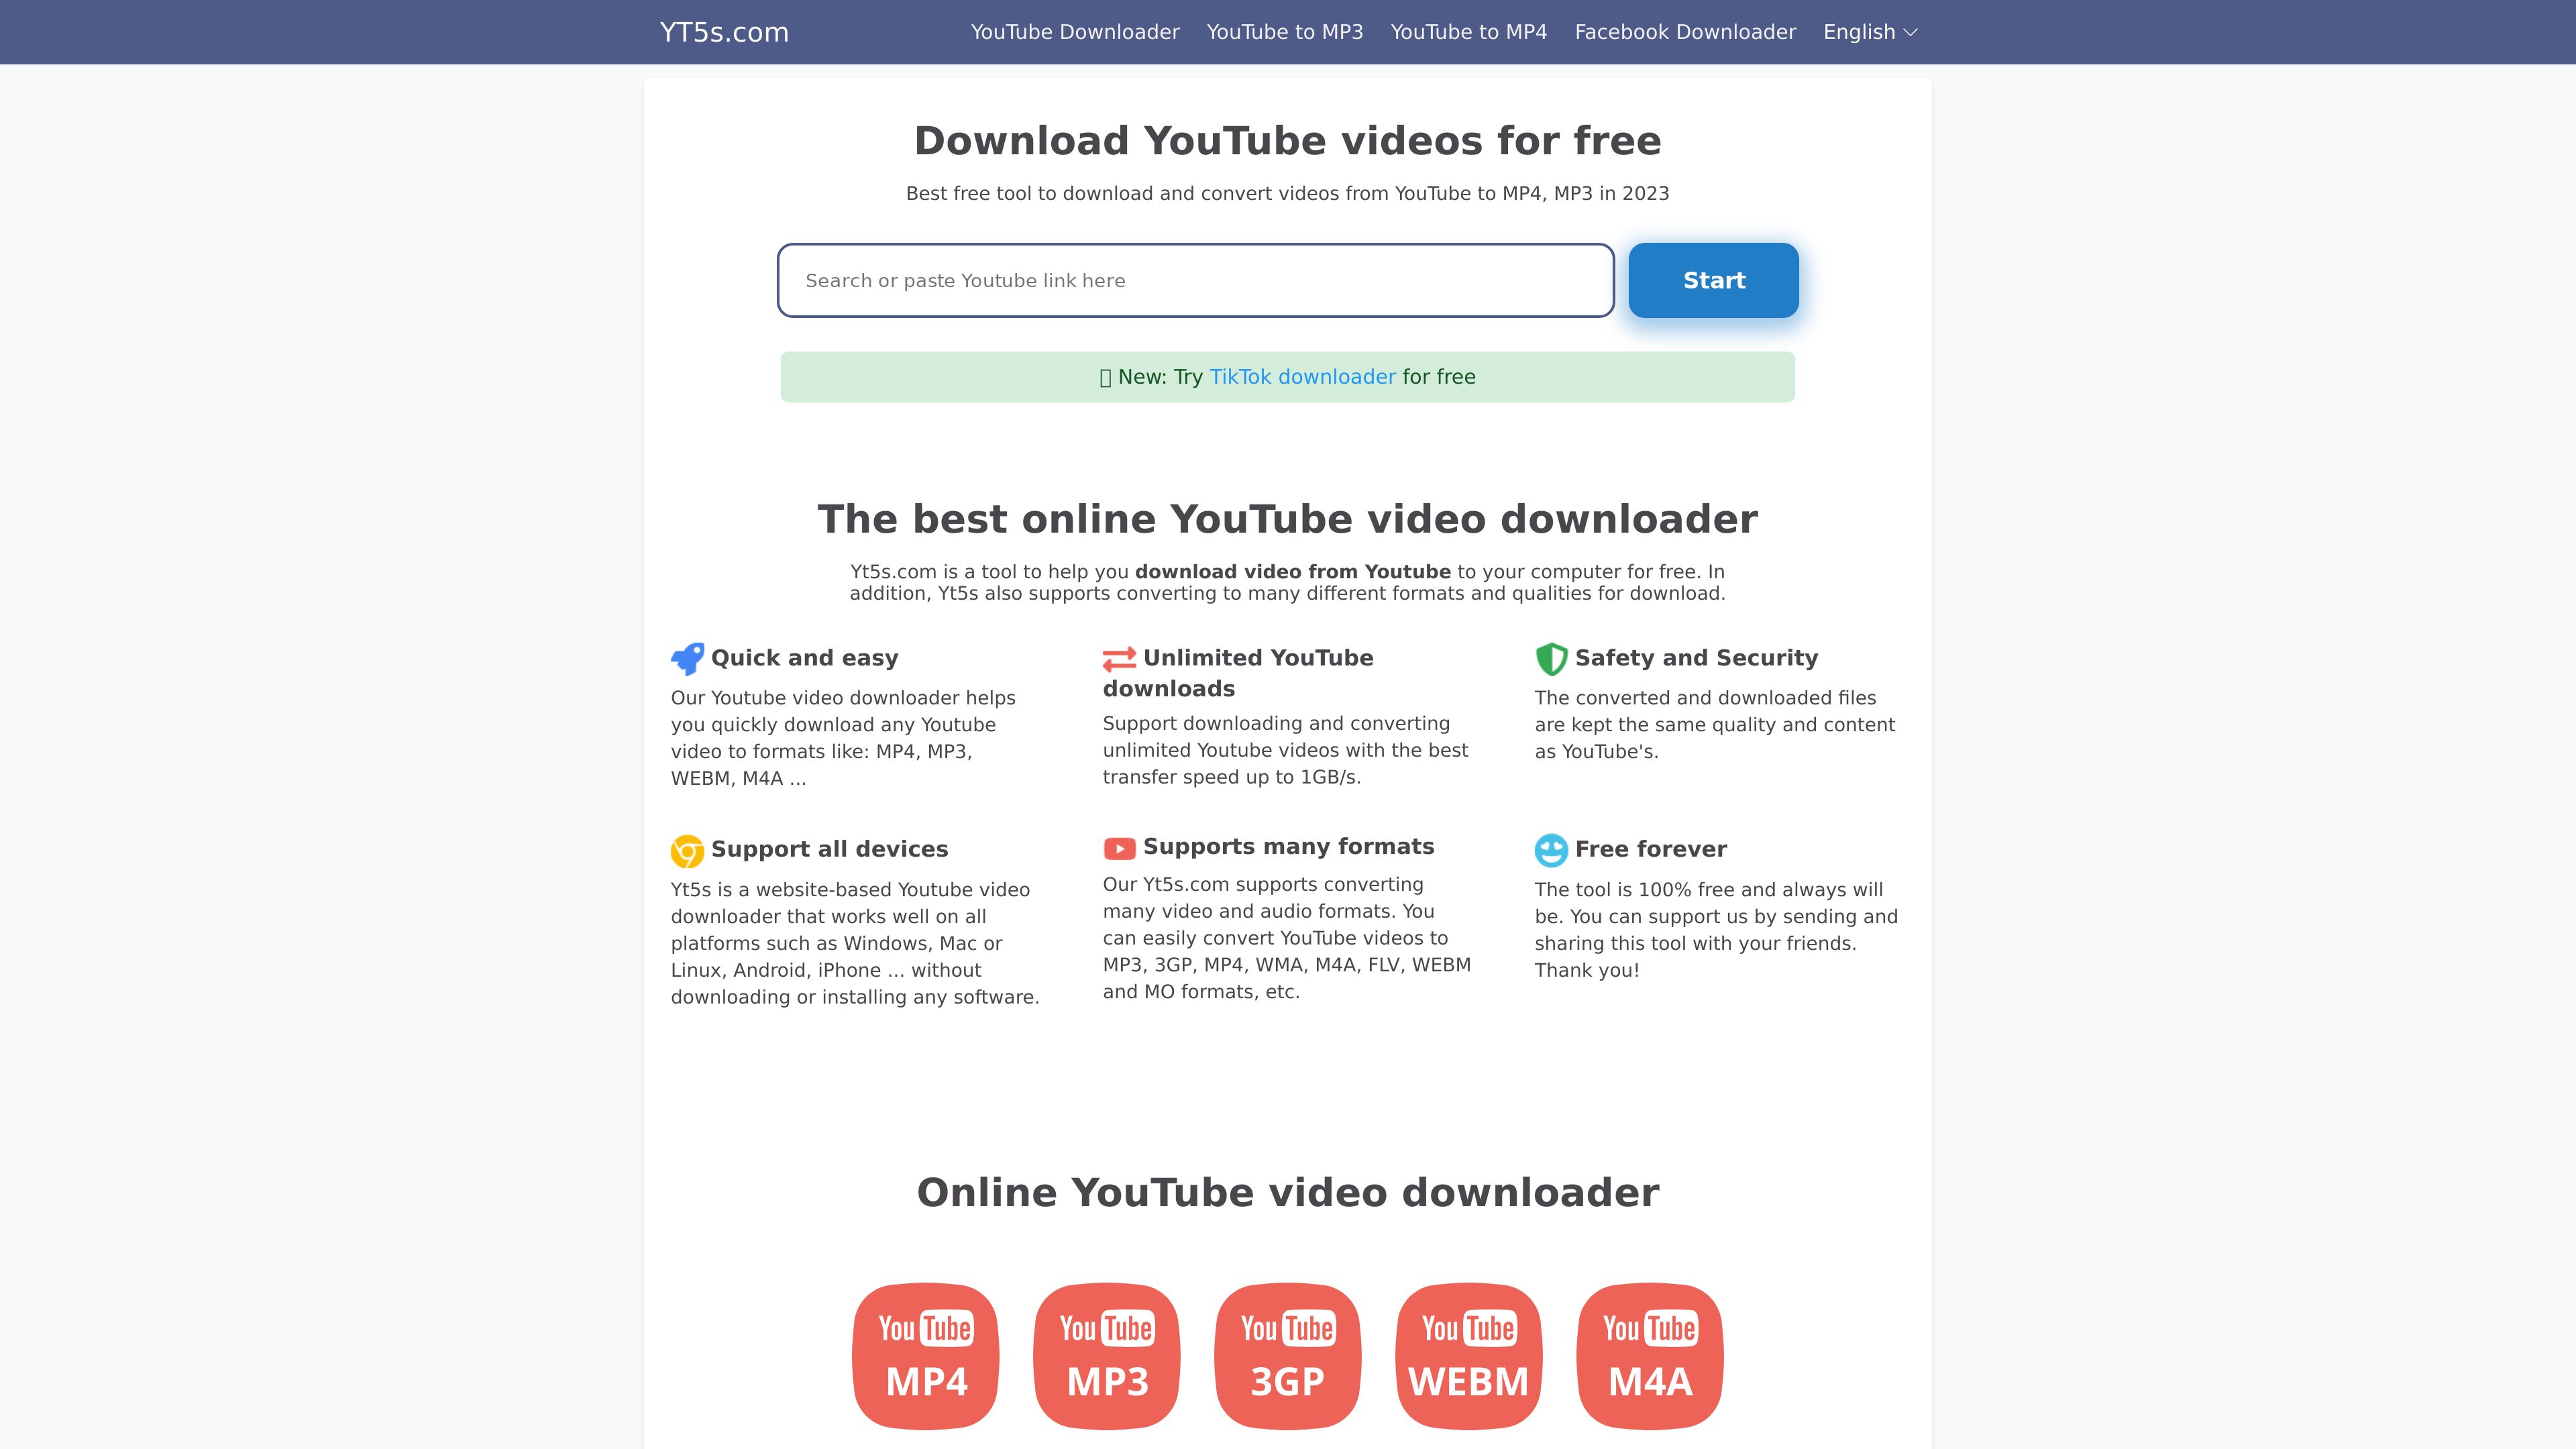 YT5s.com
YouTube Downloader
YouTube to MP3
YouTube to MP4
Facebook Downloader
English
Download YouTube videos for free
Best free tool to download and convert videos from YouTube to MP4, MP3 in 2023
Search or paste Youtube link here
Start
New: Try TikTok downloader for free
The best online YouTube video downloader
Yt5s.com is a tool to help you download video from Youtube to your computer for free. In
addition, Yt5s also supports converting to many different formats and qualities for download.
Quick and easy
Our Youtube video downloader helps
you quickly download any Youtube
video to formats like: MP4, MP3,
WEBM, M4A ...
Unlimited YouTube
downloads
Support downloading and converting
unlimited Youtube videos with the best
transfer speed up to 1GB/s.
Safety and Security
The converted and downloaded files
are kept the same quality and content
as YouTube's.
Support all devices
Yt5s is a website-based Youtube video
downloader that works well on all
platforms such as Windows, Mac or
Linux, Android, iPhone ... without
downloading or installing any software.
Supports many formats
Our Yt5s.com supports converting
many video and audio formats. You
can easily convert YouTube videos to
MP3, 3GP, MP4, WMA, M4A, FLV, WEBM
and MO formats, etc.
Free forever
The tool is 100% free and always will
be. You can support us by sending and
sharing this tool with your friends.
Thank you!
Online YouTube video downloader
YouTube
MP4
YouTube
MP3
YouTube
3GP
YouTube
WEBM
YouTube
M4A